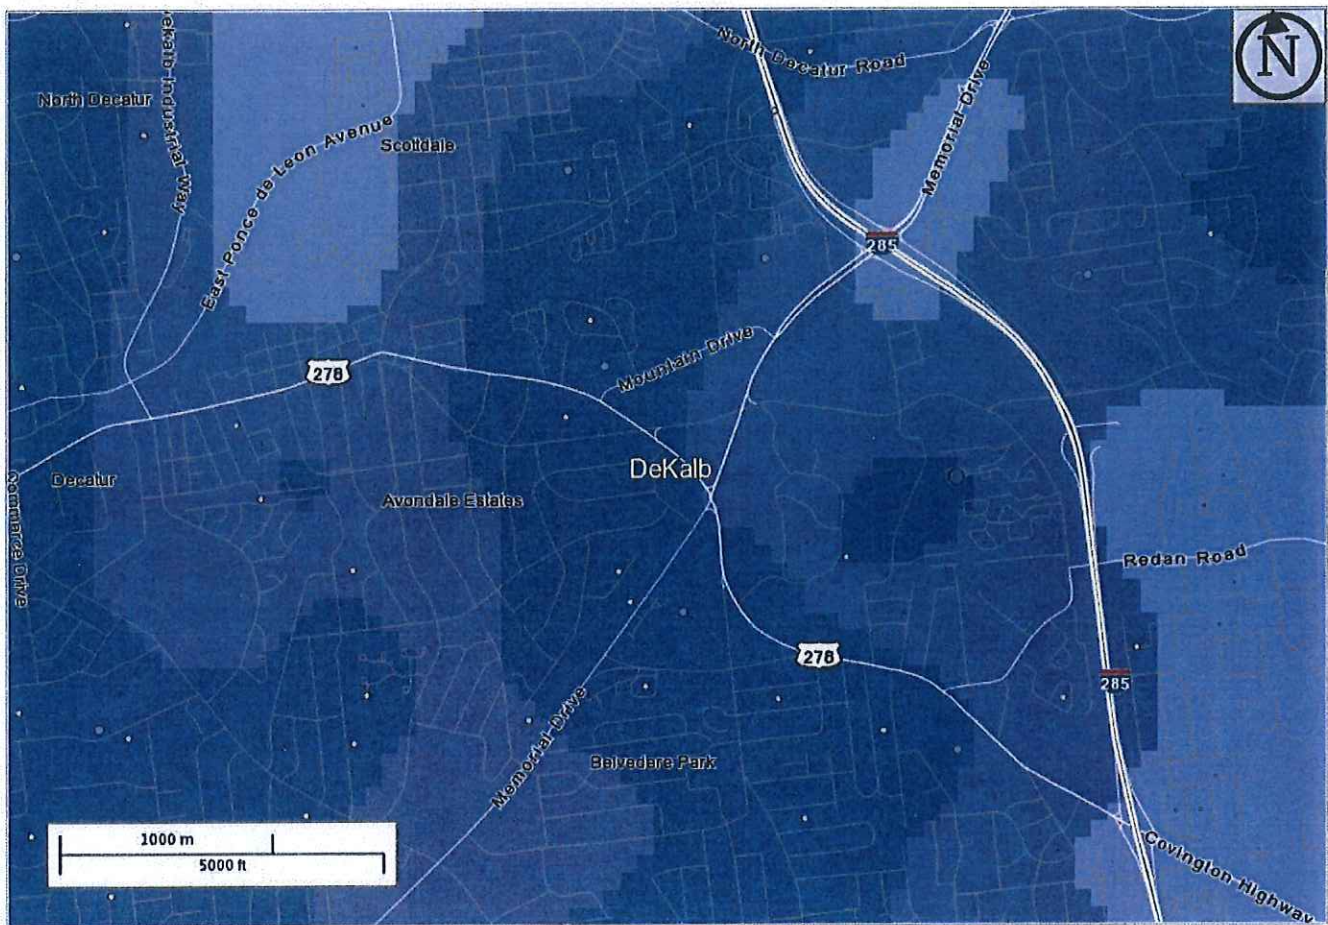 N
North Decatur Road
Dekalb Industrial Way
North Decatur
East Ponce de Leon Avenue
Scottdale
Memorial Drive
285
Mountain Drive
278
DeKalb
Decatur
Avondale Estates
Commerce Drive
Redan Road
278
285
Memorial Drive
Belvedere Park
1000 m
5000 ft
Covington Highway